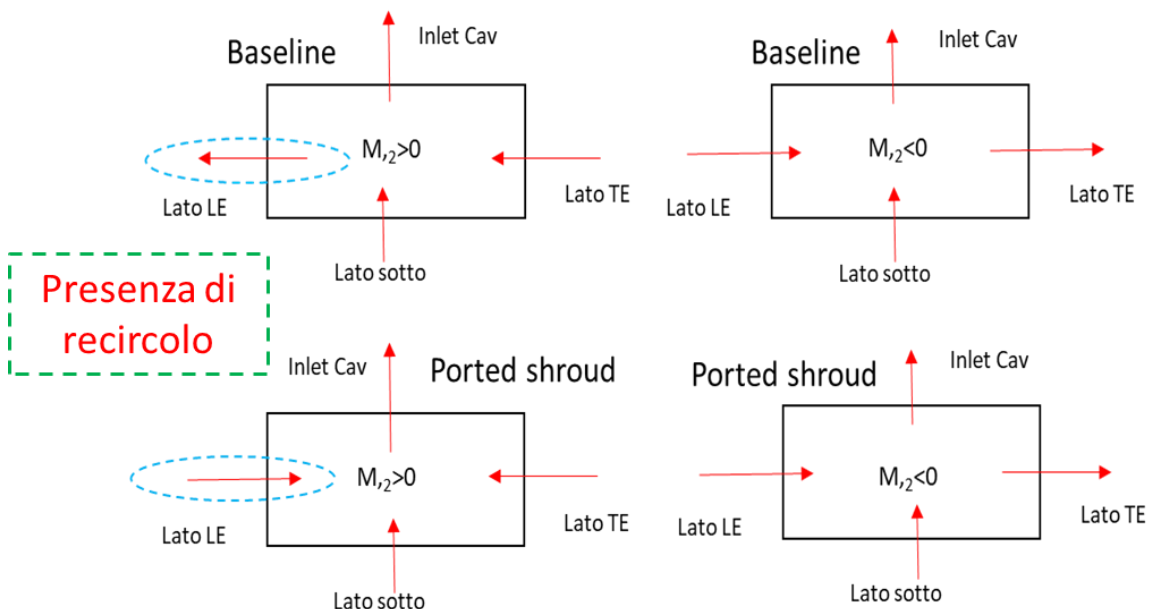 Inlet Cav
Baseline
M,₂>0
Lato LE
Lato TE
Lato sotto
Inlet Cav
Baseline
M,₂<0
Lato LE
Lato TE
Lato sotto
Presenza di
recircolo
Inlet Cav
Ported shroud
M,₂>0
Lato LE
Lato TE
Lato sotto
Inlet Cav
Ported shroud
M,₂<0
Lato LE
Lato TE
Lato sotto